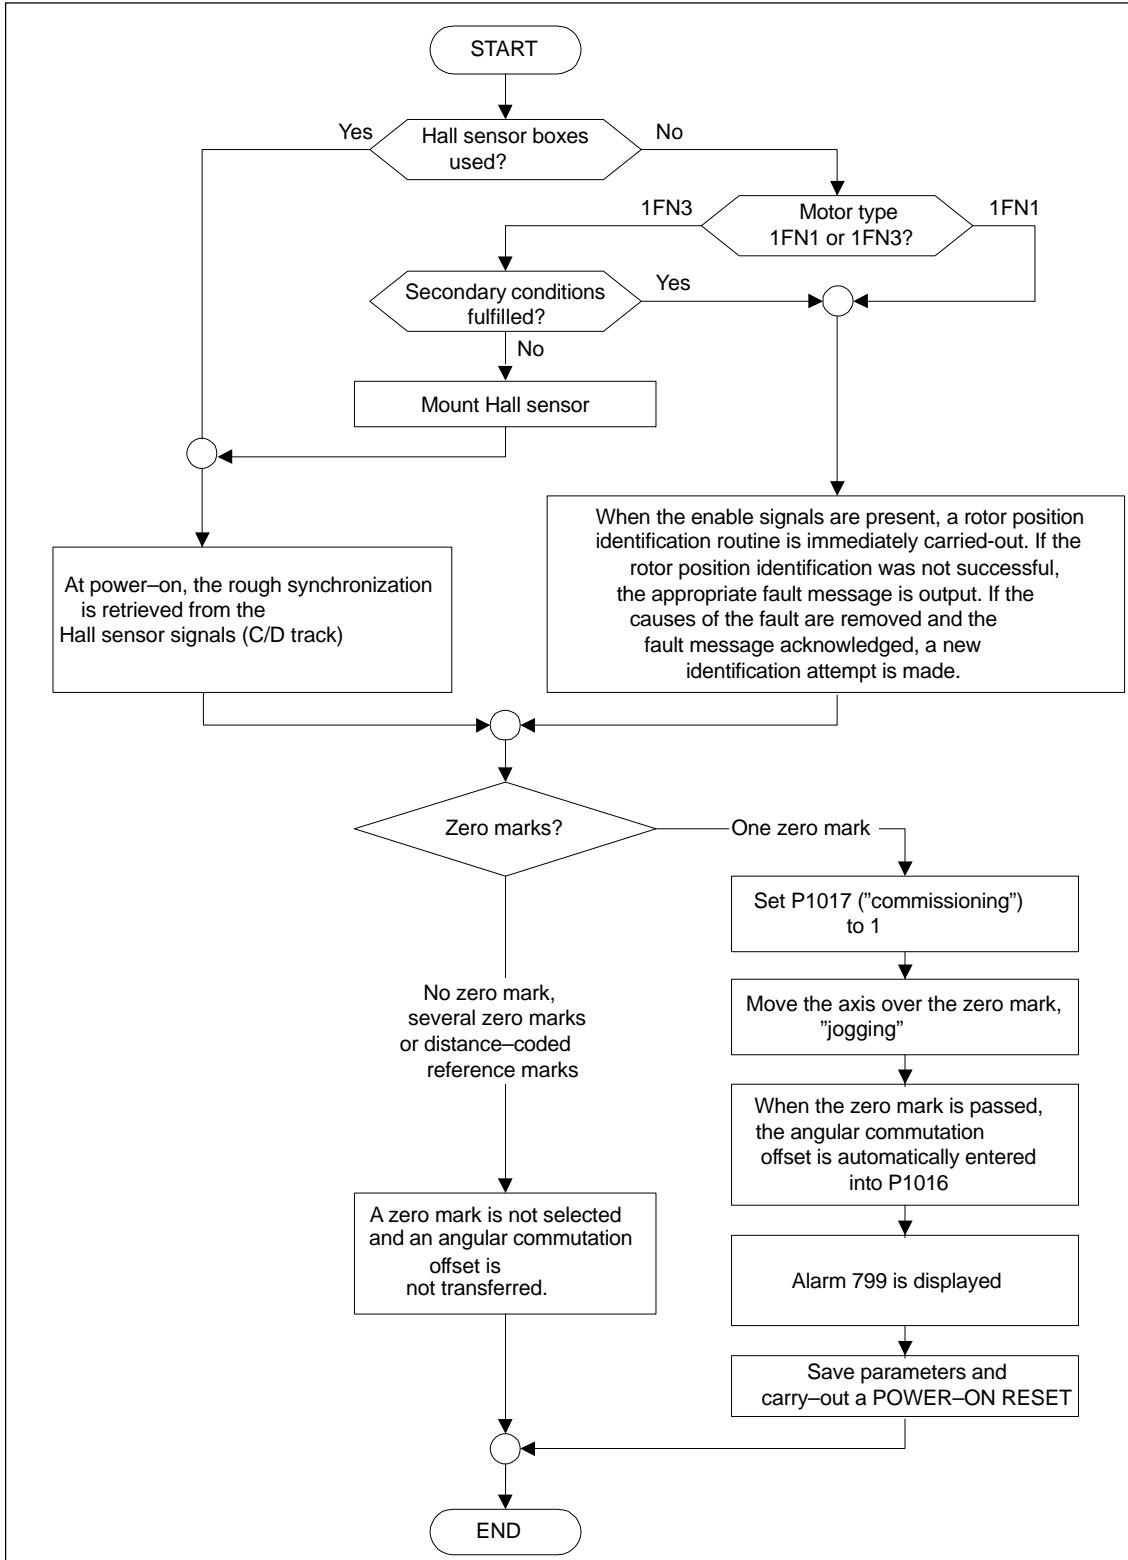 START
Yes
Hall sensor boxes
used?
No
1FN3
Motor type
1FN1 or 1FN3?
1FN1
Secondary conditions
fulfilled?
Yes
No
Mount Hall sensor
When the enable signals are present, a rotor position
identification routine is immediately carried-out. If the
rotor position identification was not successful,
the appropriate fault message is output. If the
causes of the fault are removed and the
fault message acknowledged, a new
identification attempt is made.
At power–on, the rough synchronization
is retrieved from the
Hall sensor signals (C/D track)
Zero marks?
One zero mark
Set P1017 (”commissioning”)
to 1
No zero mark,
several zero marks
or distance–coded
reference marks
Move the axis over the zero mark,
”jogging”
When the zero mark is passed,
the angular commutation
offset is automatically entered
into P1016
A zero mark is not selected
and an angular commutation
offset is
not transferred.
Alarm 799 is displayed
Save parameters and
carry–out a POWER–ON RESET
END